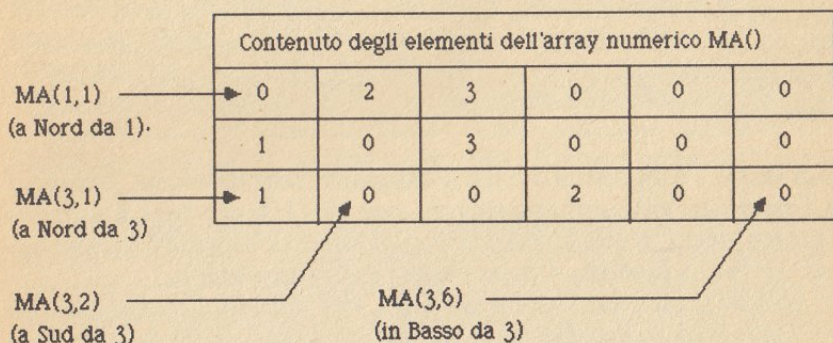 Contenuto degli elementi dell'array numerico MA()
MA(1,1) 0 2 3 0 0 0
(a Nord da 1).
1 0 3 0 0 0
MA(3,1) 1 0 0 2 0 0
(a Nord da 3)
MA(3,2) MA(3,6)
(a Sud da 3) (in Basso da 3)